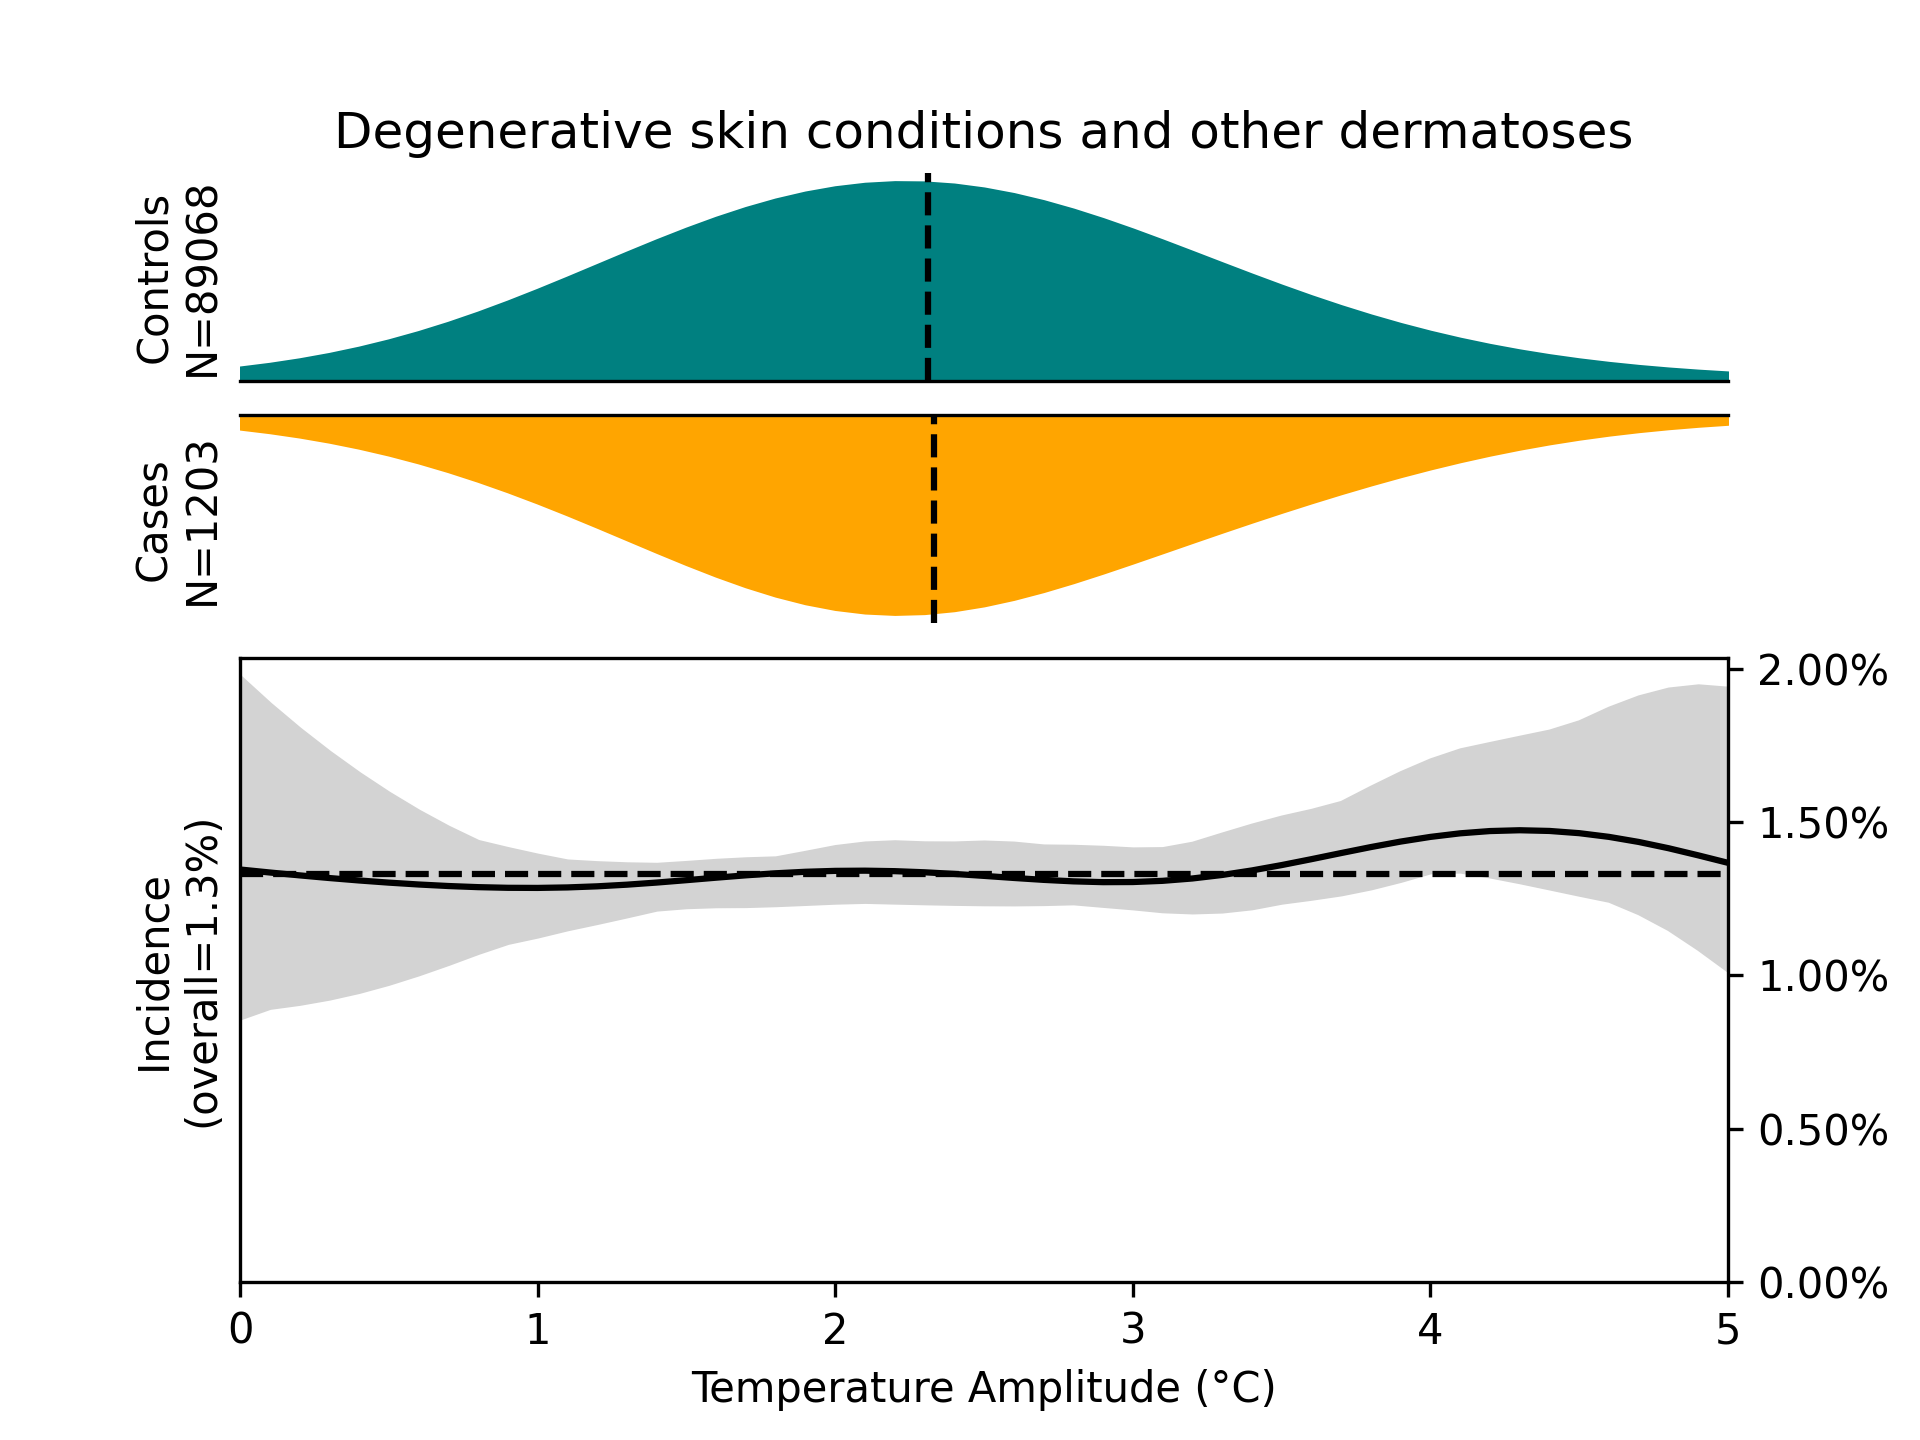 Degenerative skin conditions and other dermatoses
Controls
N=89068
Cases
N=1203
Incidence
(overall=1.3%)
2.00%
1.50%
1.00%
0.50%
0.00%
0 1 2 3 4 5
Temperature Amplitude (°C)